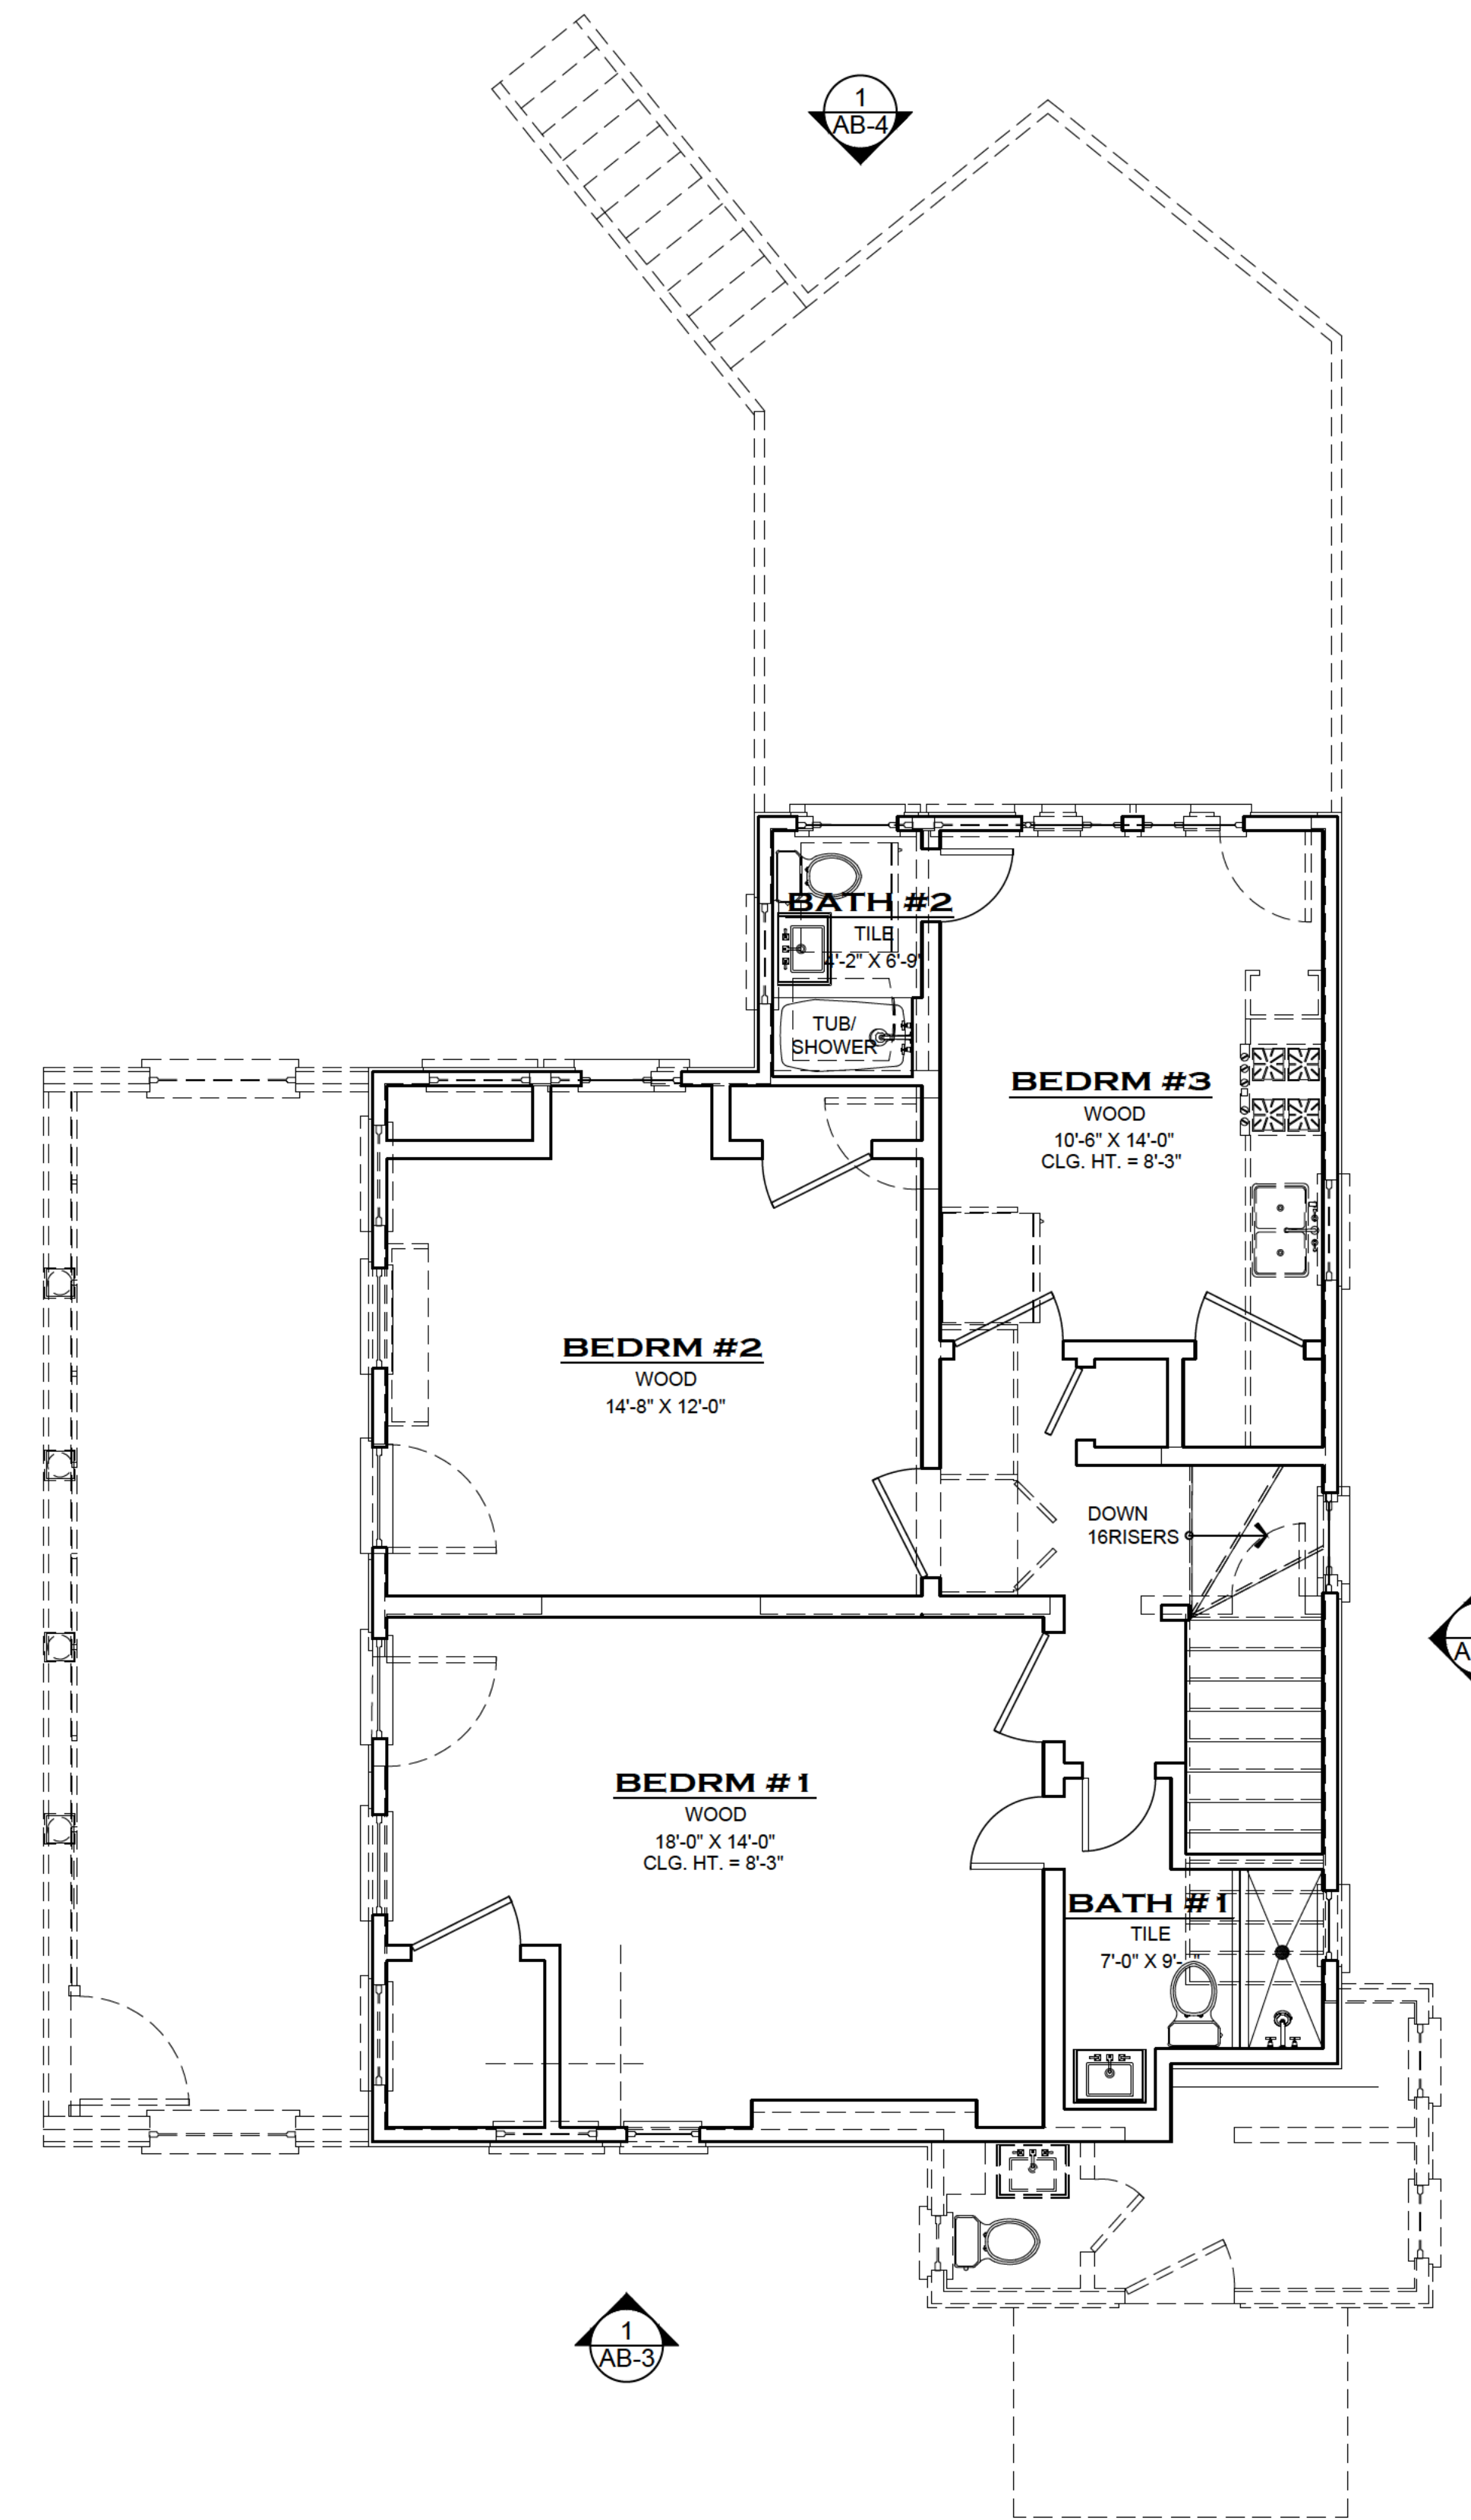 1
AB-4
BATH #2
TILE
4'-2" X 6'-9"
TUB/
SHOWER
BEDRM #3
WOOD
10'-6" X 14'-0"
CLG. HT. = 8'-3"
BEDRM #2
WOOD
14'-8" X 12'-0"
DOWN
16RISERS
BEDRM #1
WOOD
18'-0" X 14'-0"
CLG. HT. = 8'-3"
BATH #1
TILE
7'-0" X
1
AB-3